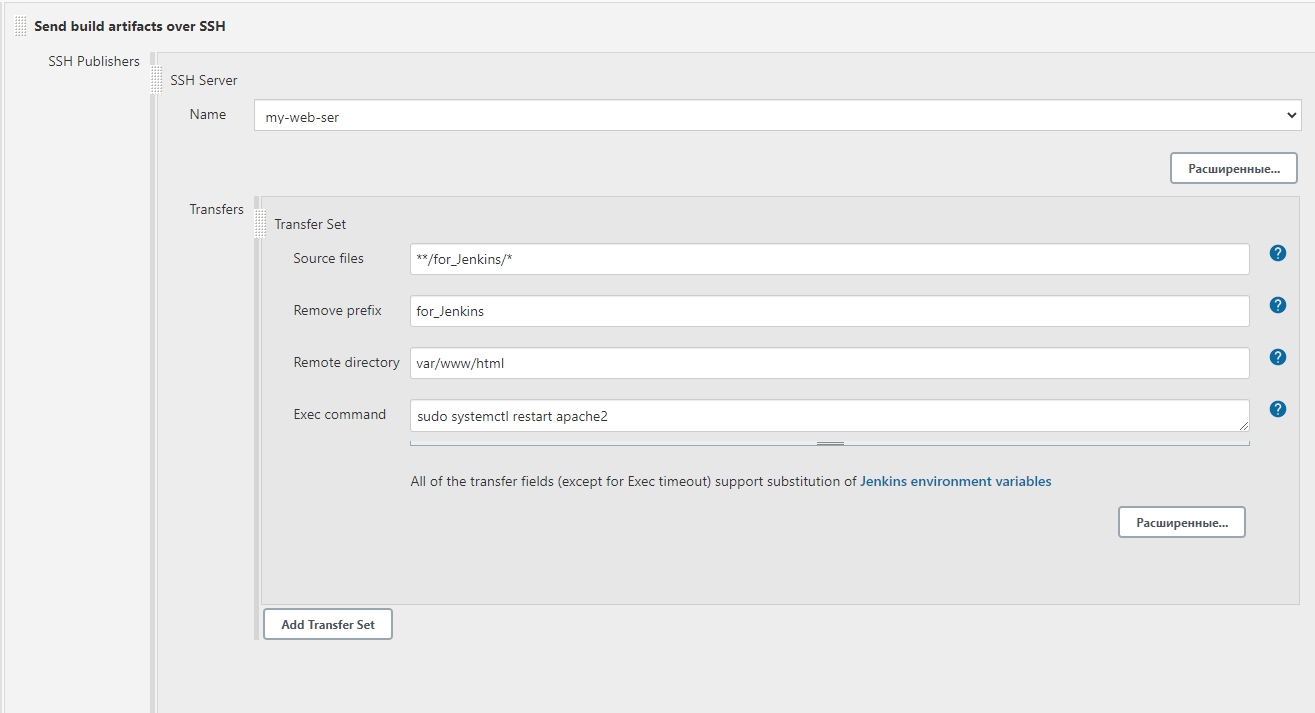 Send build artifacts over SSH
SSH Publishers
SSH Server
Name
my-web-ser
Расширенные...
Transfers
Transfer Set
Source files
**/for_Jenkins/*
?
Remove prefix
for_Jenkins
?
Remote directory
var/www/html
?
Exec command
sudo systemctl restart apache2
?
All of the transfer fields (except for Exec timeout) support substitution of Jenkins environment variables
Расширенные...
Add Transfer Set